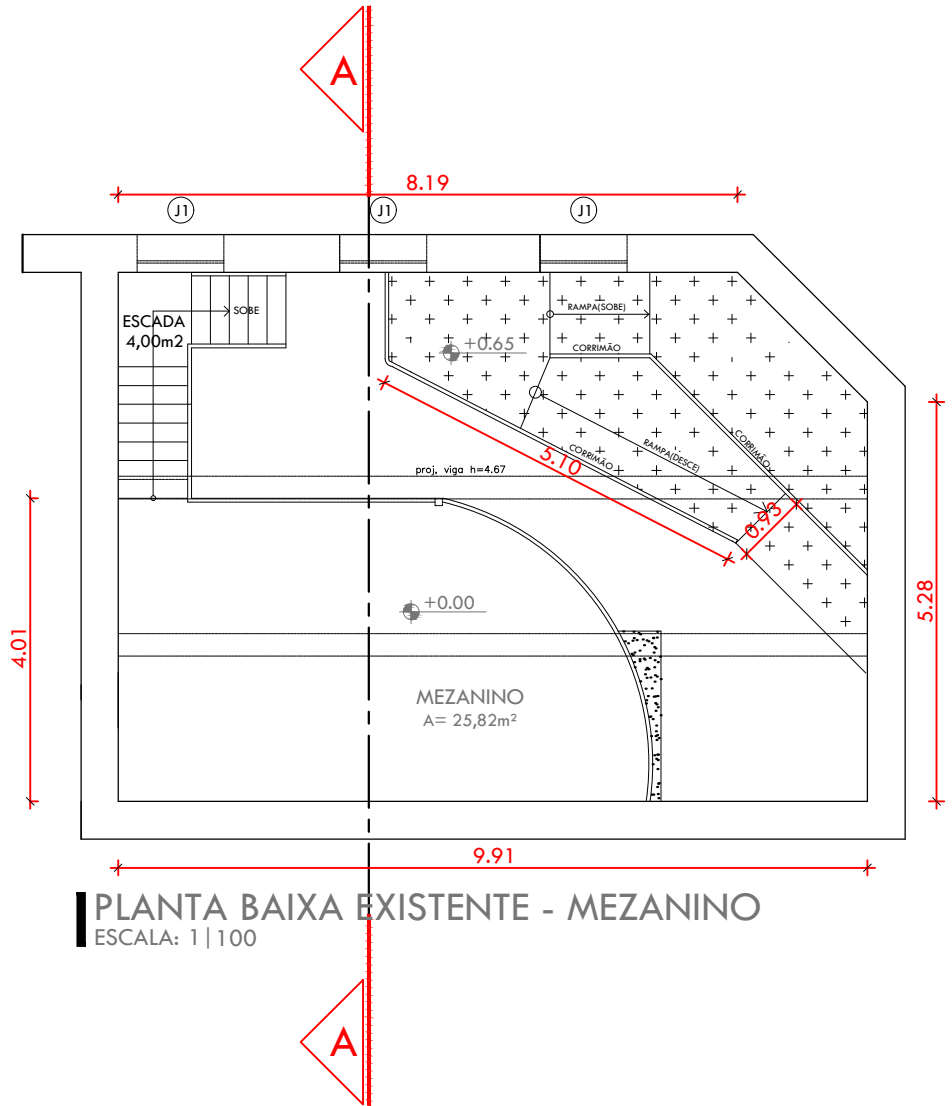 A
8.19
J1
J1
J1
ESCADA
4,00m2
SOBE
RAMPA(SOBE)
+0.65
CORRIMÃO
CORRIMÃO
5.10
RAMPA(DESCE)
CORRIMÃO
proj, viga h=4.67
0.93
+0.00
4.01
5.28
MEZANINO
A= 25,82m²
9.91
PLANTA BAIXA EXISTENTE - MEZANINO
ESCALA: 1|100
A